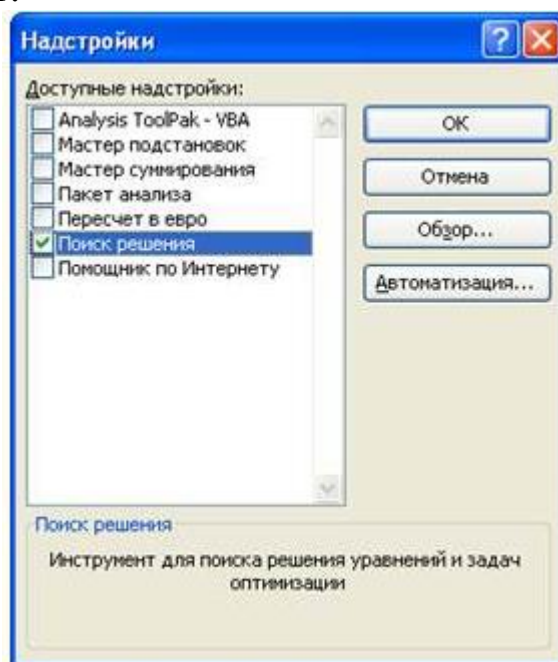 Надстройки
Доступные надстройки:
Analysis ToolPak - VBA
Мастер подстановок
Мастер суммирования
Пакет анализа
Пересчет в евро
Поиск решения
Помощник по Интернету
ОК
Отмена
Обзор...
Автоматизация...
Поиск решения
Инструмент для поиска решения уравнений и задач
оптимизации